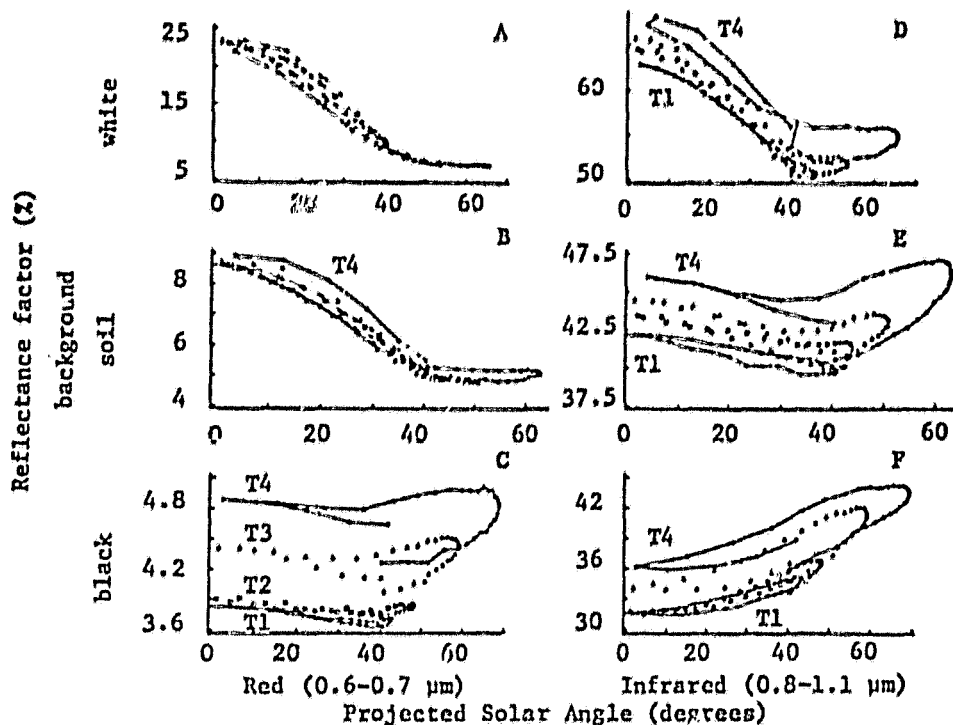 Reflectance factor (%)
background
white
soil
black
A
25
15
5
0 40 60
B
T4
8
6
4
0 20 40 60
C
4.8
4.2
3.6
T4
T3
T2
T1
0 20 40 60
Red (0.6-0.7 μm)
D
T4
T1
60
50
0 20 40 60
E
47.5
42.5
37.5
T4
T1
0 20 40 60
F
42
36
30
T4
T1
0 20 40 60
Infrared (0.8-1.1 μm)
Projected Solar Angle (degrees)